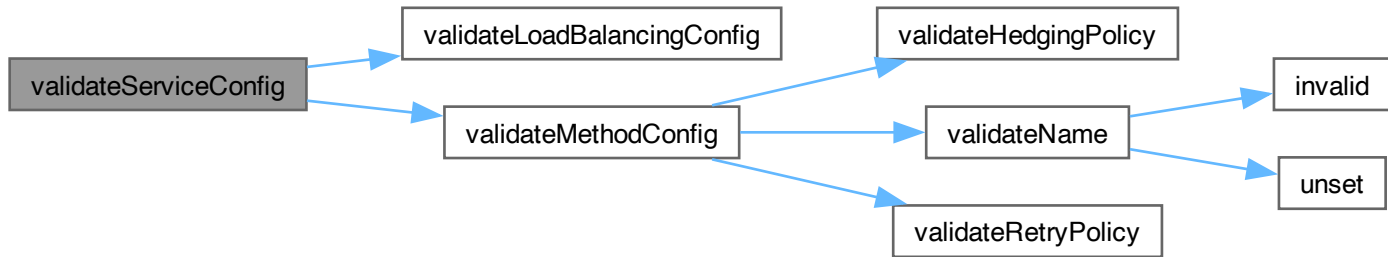 validateServiceConfig
validateLoadBalancingConfig
validateMethodConfig
validateHedgingPolicy
validateName
validateRetryPolicy
invalid
unset